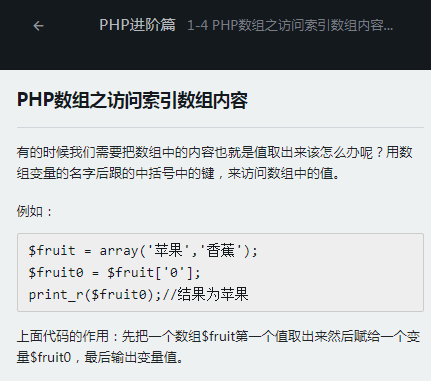 PHP进阶篇 1-4 PHP数组之访问索引数组内容...
PHP数组之访问索引数组内容
有的时候我们需要把数组中的内容也就是值取出来该怎么办呢？用数
组变量的名字后跟的中括号中的键，来访问数组中的值。
例如：
$fruit = array('苹果','香蕉');
$fruit0 = $fruit['0'];
print_r($fruit0);//结果为苹果
上面代码的作用：先把一个数组$fruit第一个值取出来然后赋给一个变
量$fruit0，最后输出变量值。